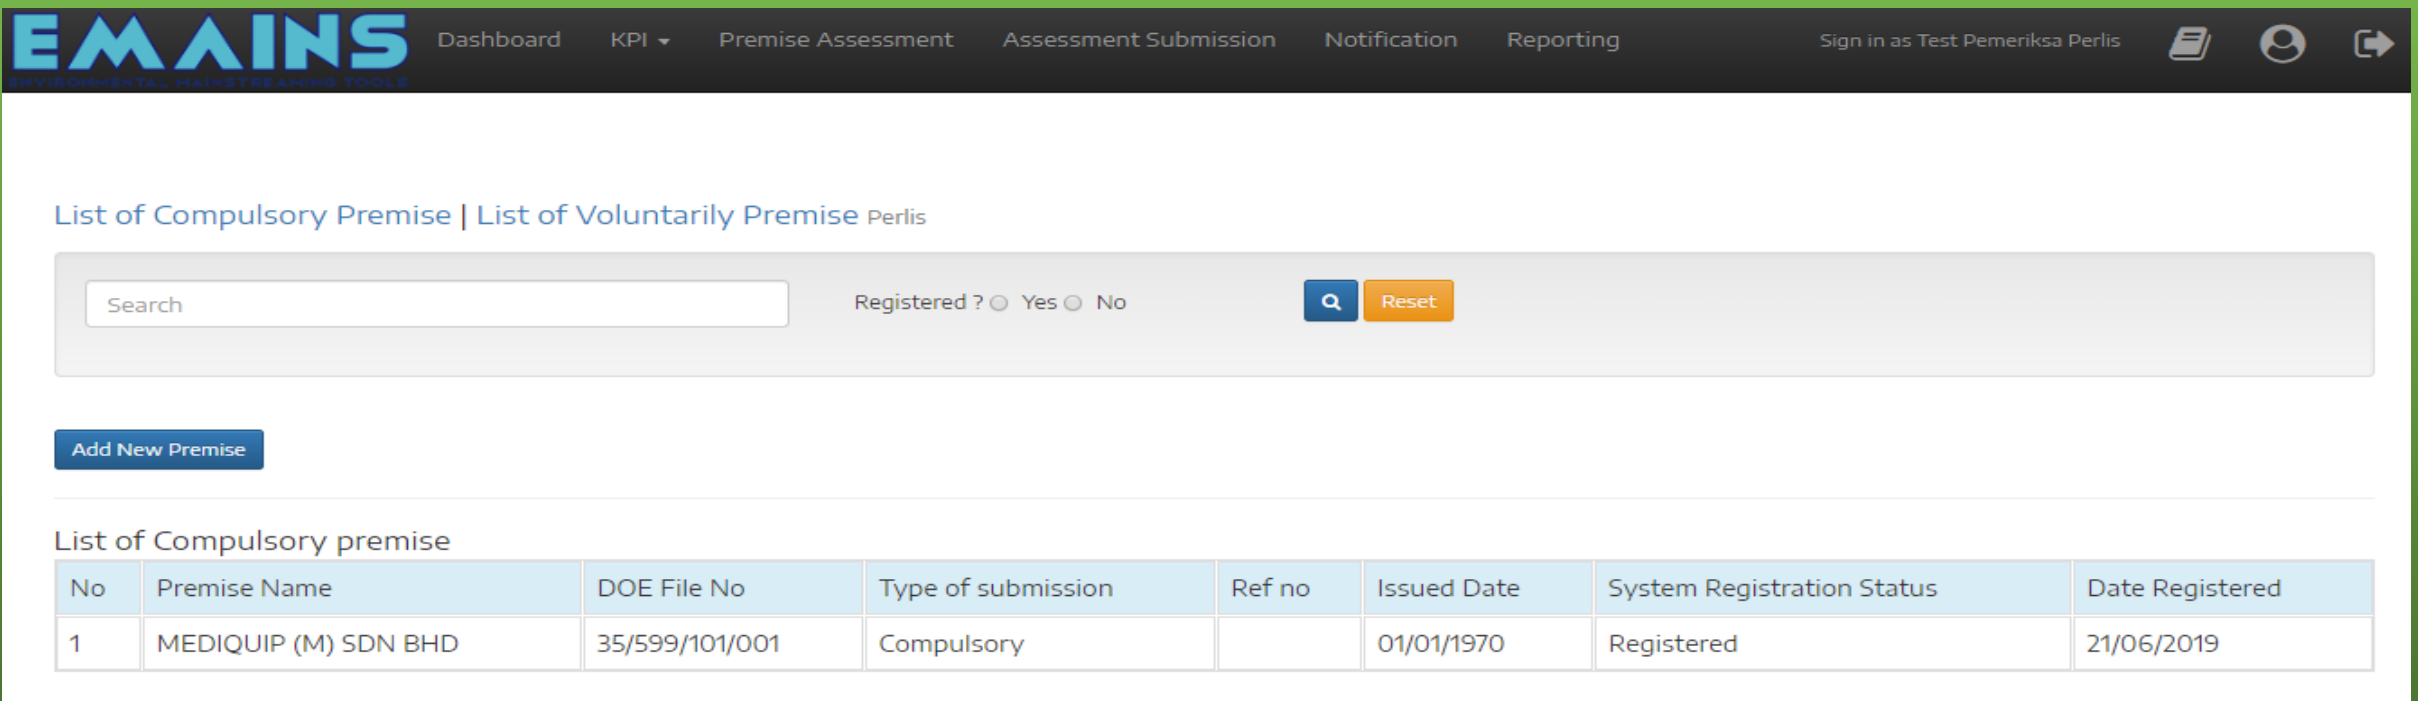 EMAINS
ENVIRONMENTAL MAINSTREAMING TOOLS
Dashboard KPI Premise Assessment Assessment Submission Notification Reporting Sign in as Test Pemeriksa Perlis
List of Compulsory Premise | List of Voluntarily Premise Perlis
Search Registered ? Yes No Reset
Add New Premise
List of Compulsory premise
No Premise Name DOE File No Type of submission Ref no Issued Date System Registration Status Date Registered
1 MEDIQUIP (M) SDN BHD 35/599/101/001 Compulsory 01/01/1970 Registered 21/06/2019